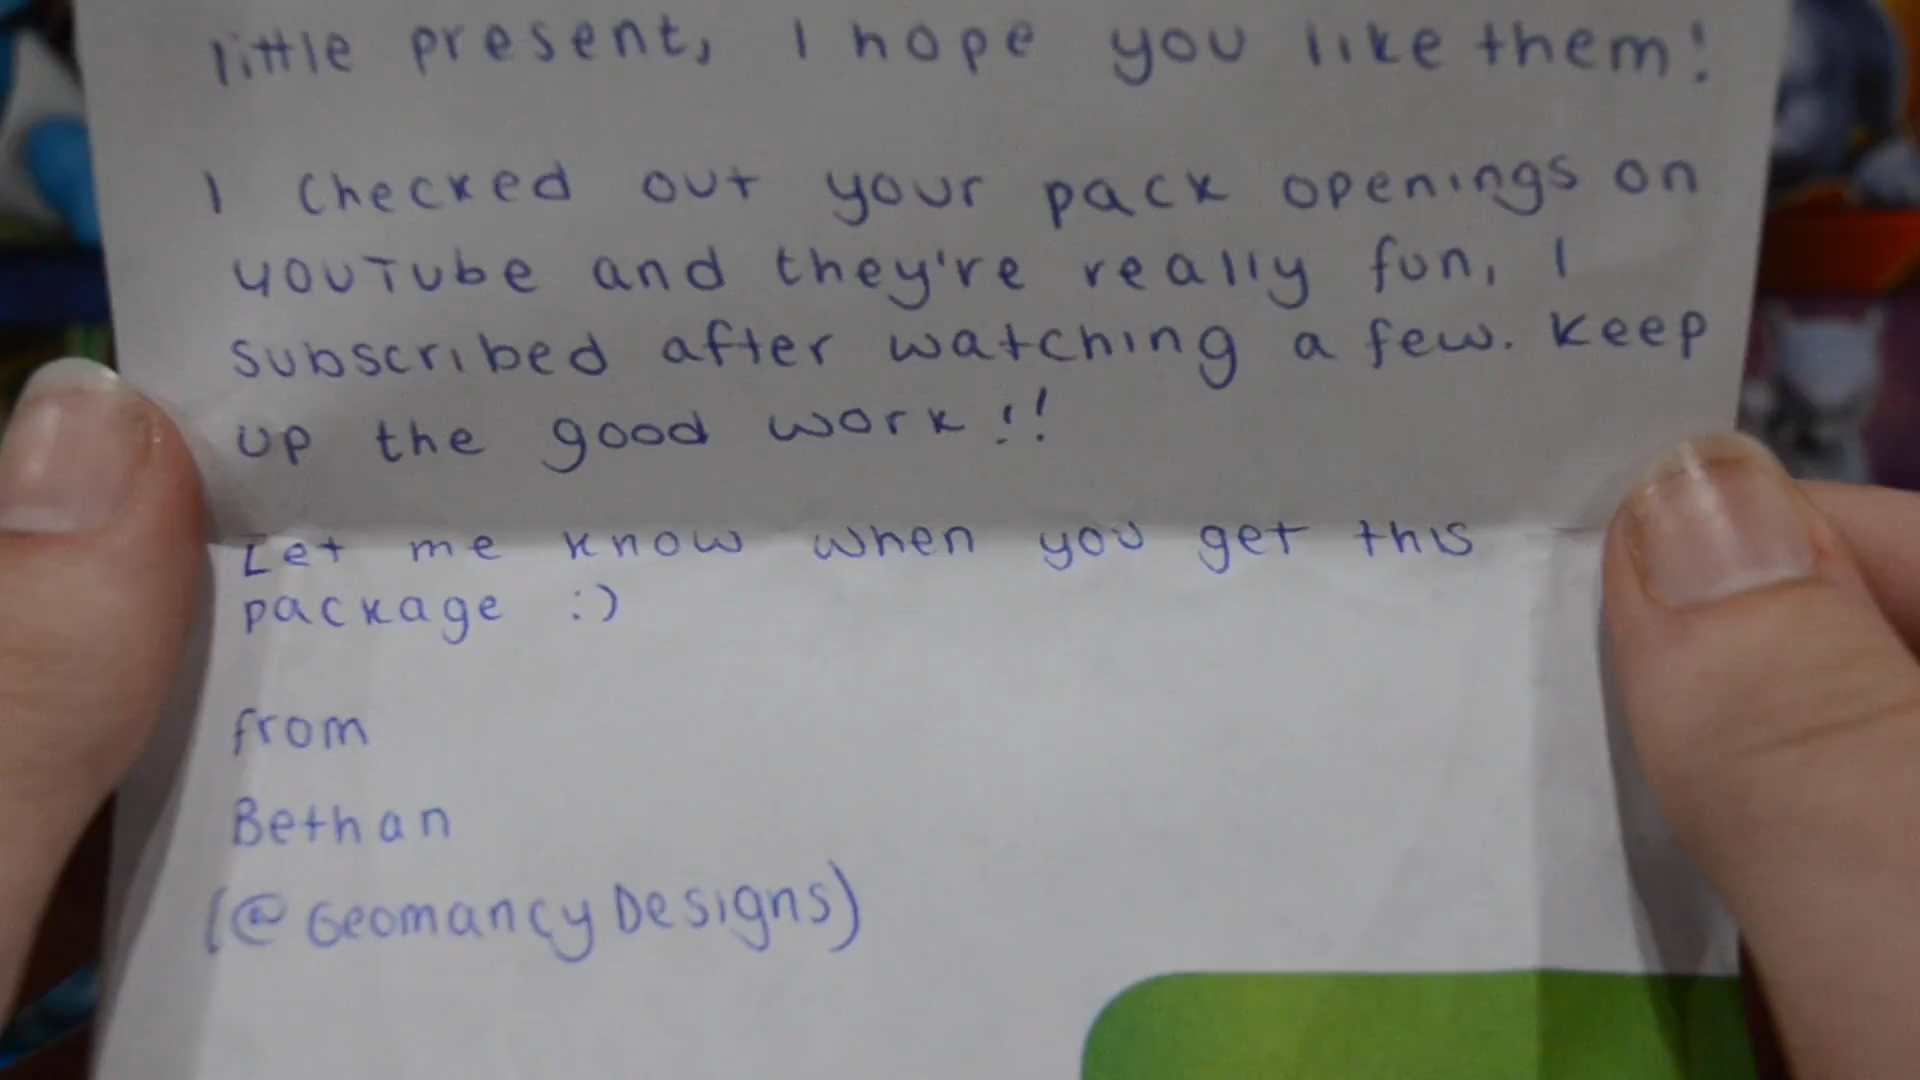 little present, I hope you like them!
I checked out your pack openings on
YouTube and they're really fun, I
subscribed after watching a few. Keep
up the good work!!
Let me know when you get this
package :)
from
Bethan
(@GeomancyDesigns)